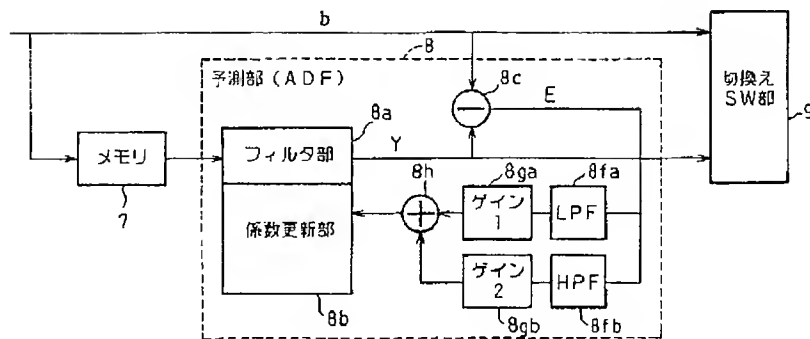 b
8
予測部(ADF)
8c
E
切換え
SW部
9
8a
メモリ
7
フィルタ部
Y
8h
8ga
8fa
係数更新部
ゲイン
1
LPF
ゲイン
2
HPF
8b
8gb
8fb